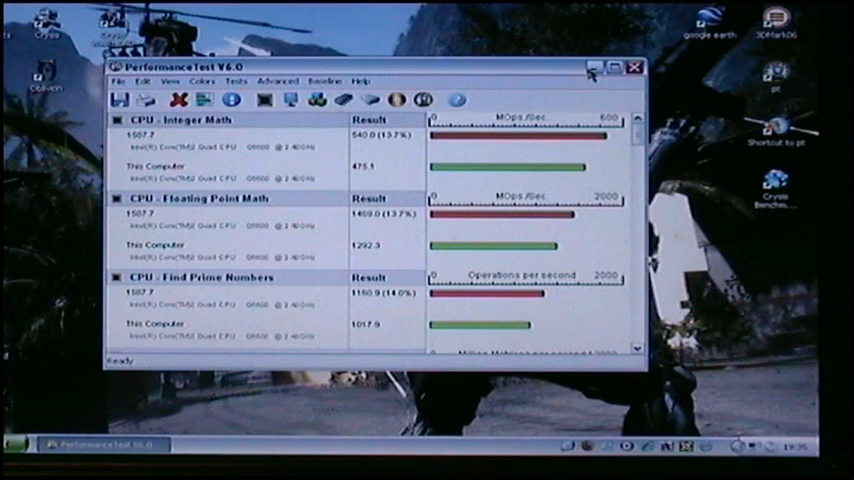 Crysis
Oblivion
google earth
3DMark06
pt
Shortcut to pt
Crysis
Benchm...
PerformanceTest V6.0
File Edit View Colors Tests Advanced Baseline Help
CPU - Integer Math Result 0 MOps./Sec. 600
1587.7 540.0 (13.7%)
Intel(R) Core(TM)2 Quad CPU Q6600 @ 2.40GHz
This Computer 475.1
Intel(R) Core(TM)2 Quad CPU Q6600 @ 2.40GHz
CPU - Floating Point Math Result 0 MOps./Sec. 2000
1587.7 1469.0 (13.7%)
Intel(R) Core(TM)2 Quad CPU Q6600 @ 2.40GHz
This Computer 1292.3
Intel(R) Core(TM)2 Quad CPU Q6600 @ 2.40GHz
CPU - Find Prime Numbers Result 0 Operations per second 2000
1587.7 1160.9 (14.0%)
Intel(R) Core(TM)2 Quad CPU Q6600 @ 2.40GHz
This Computer 1017.9
Intel(R) Core(TM)2 Quad CPU Q6600 @ 2.40GHz
Ready
PerformanceTest V6.0
19:35